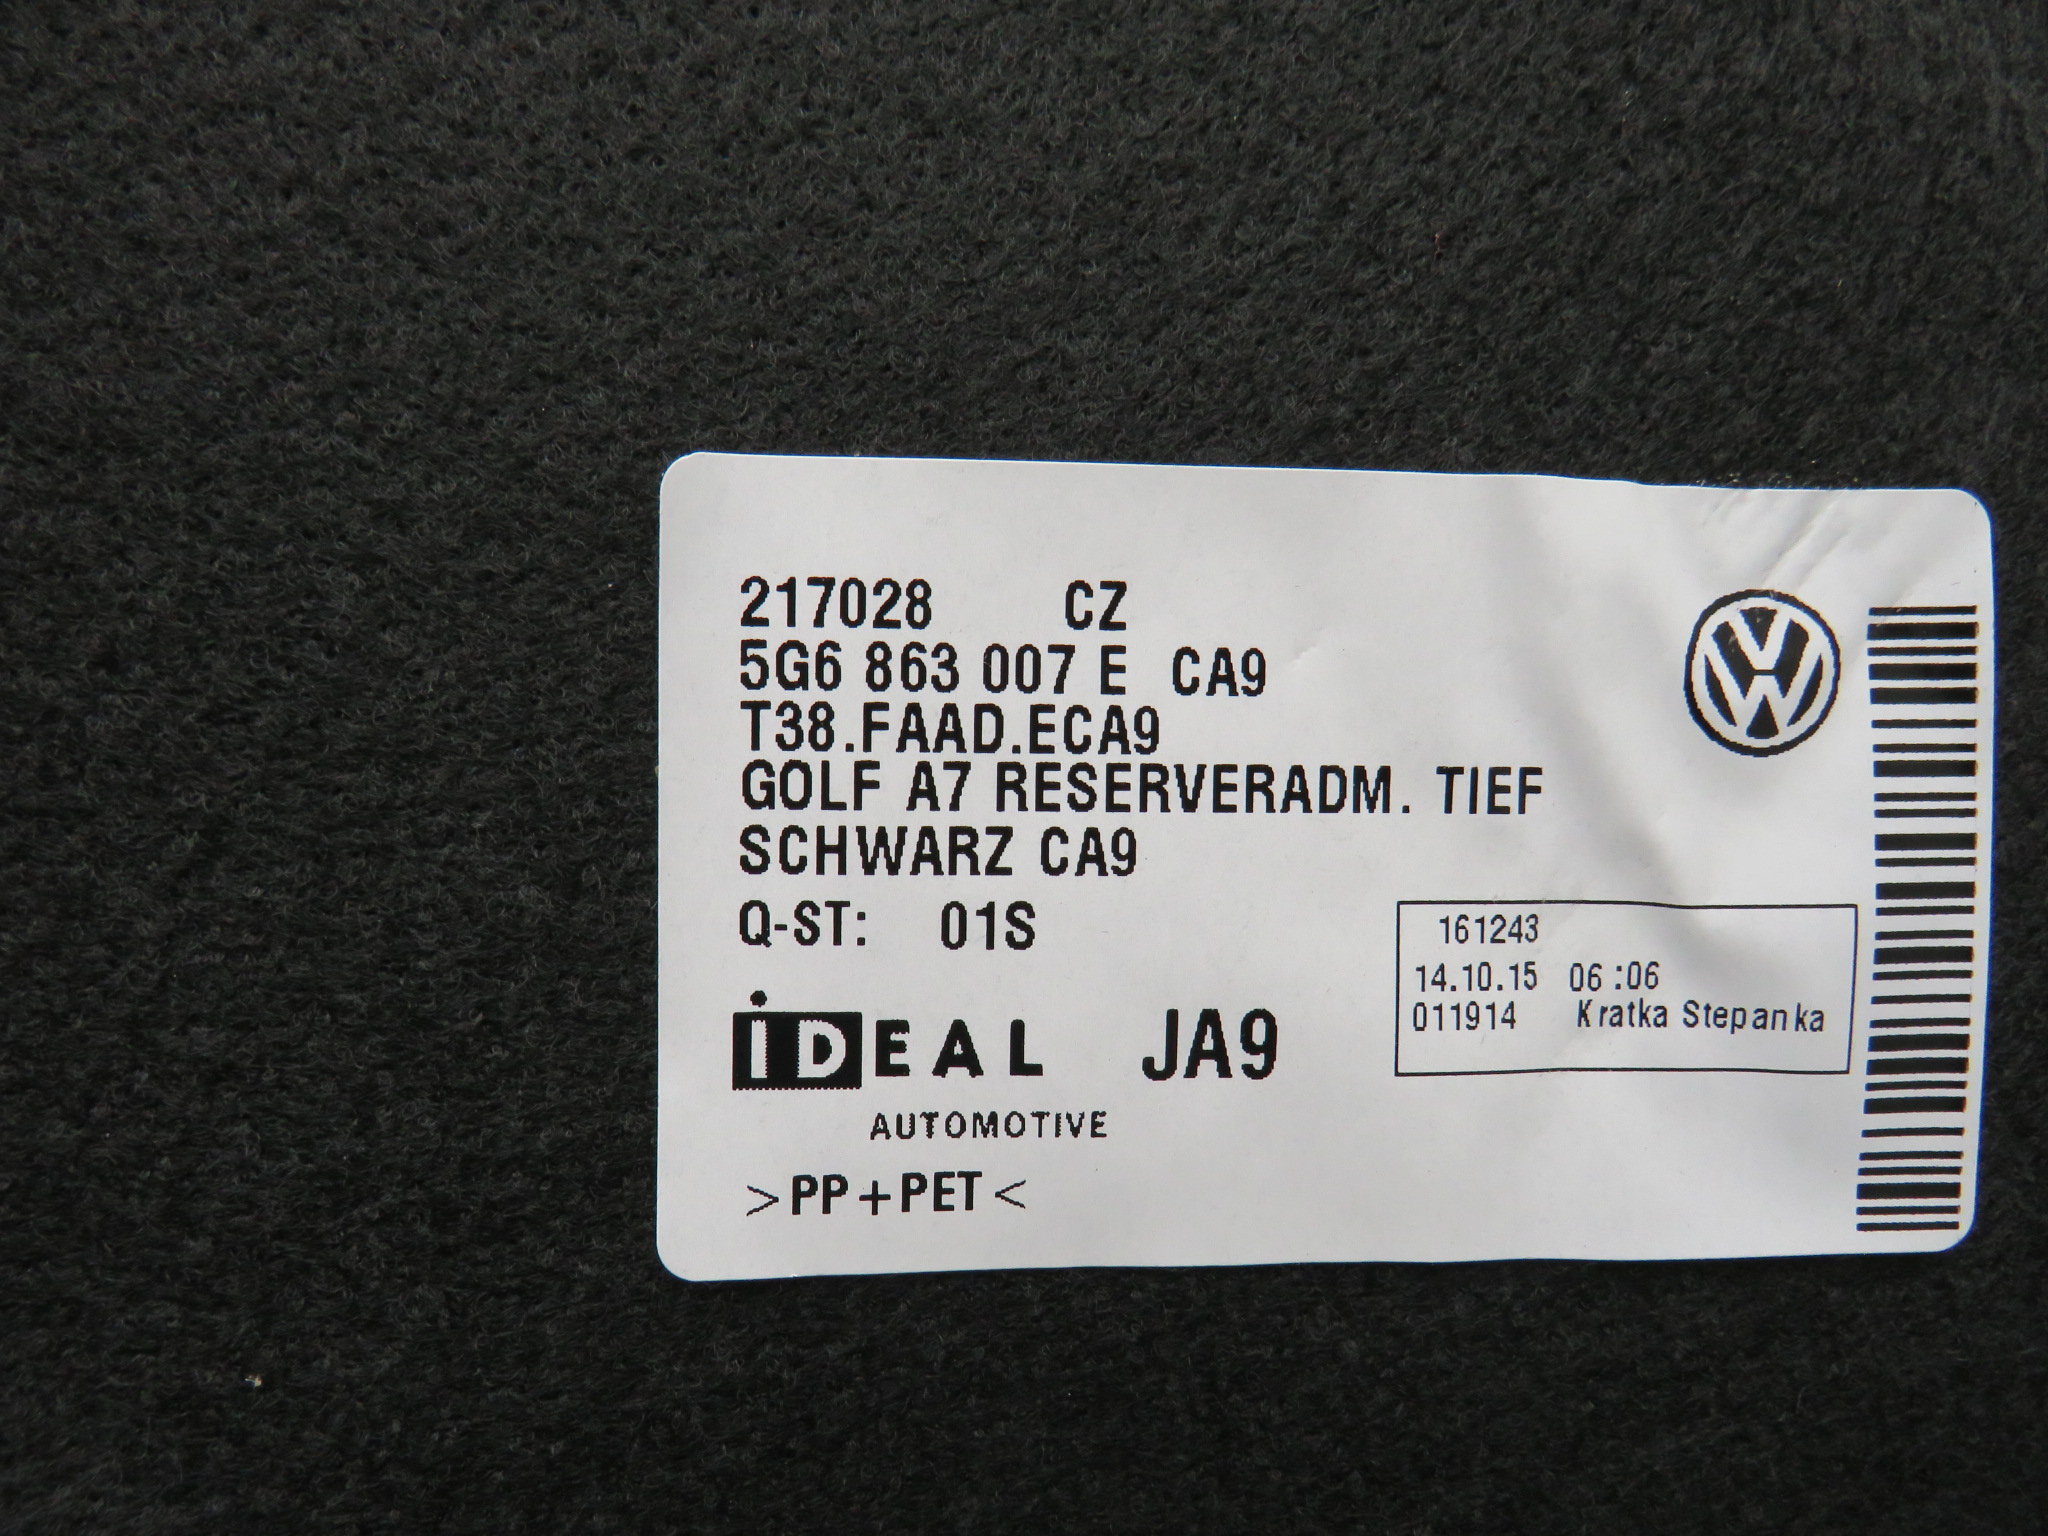 217028 CZ
5G6 863 007 E CA9
T38.FAAD.ECA9
GOLF A7 RESERVERADM. TIEF
SCHWARZ CA9
Q-ST: 01S
161243
14.10.15 06:06
011914 Kratka Stepanka
iDEAL JA9
AUTOMOTIVE
>PP+PET<
VW